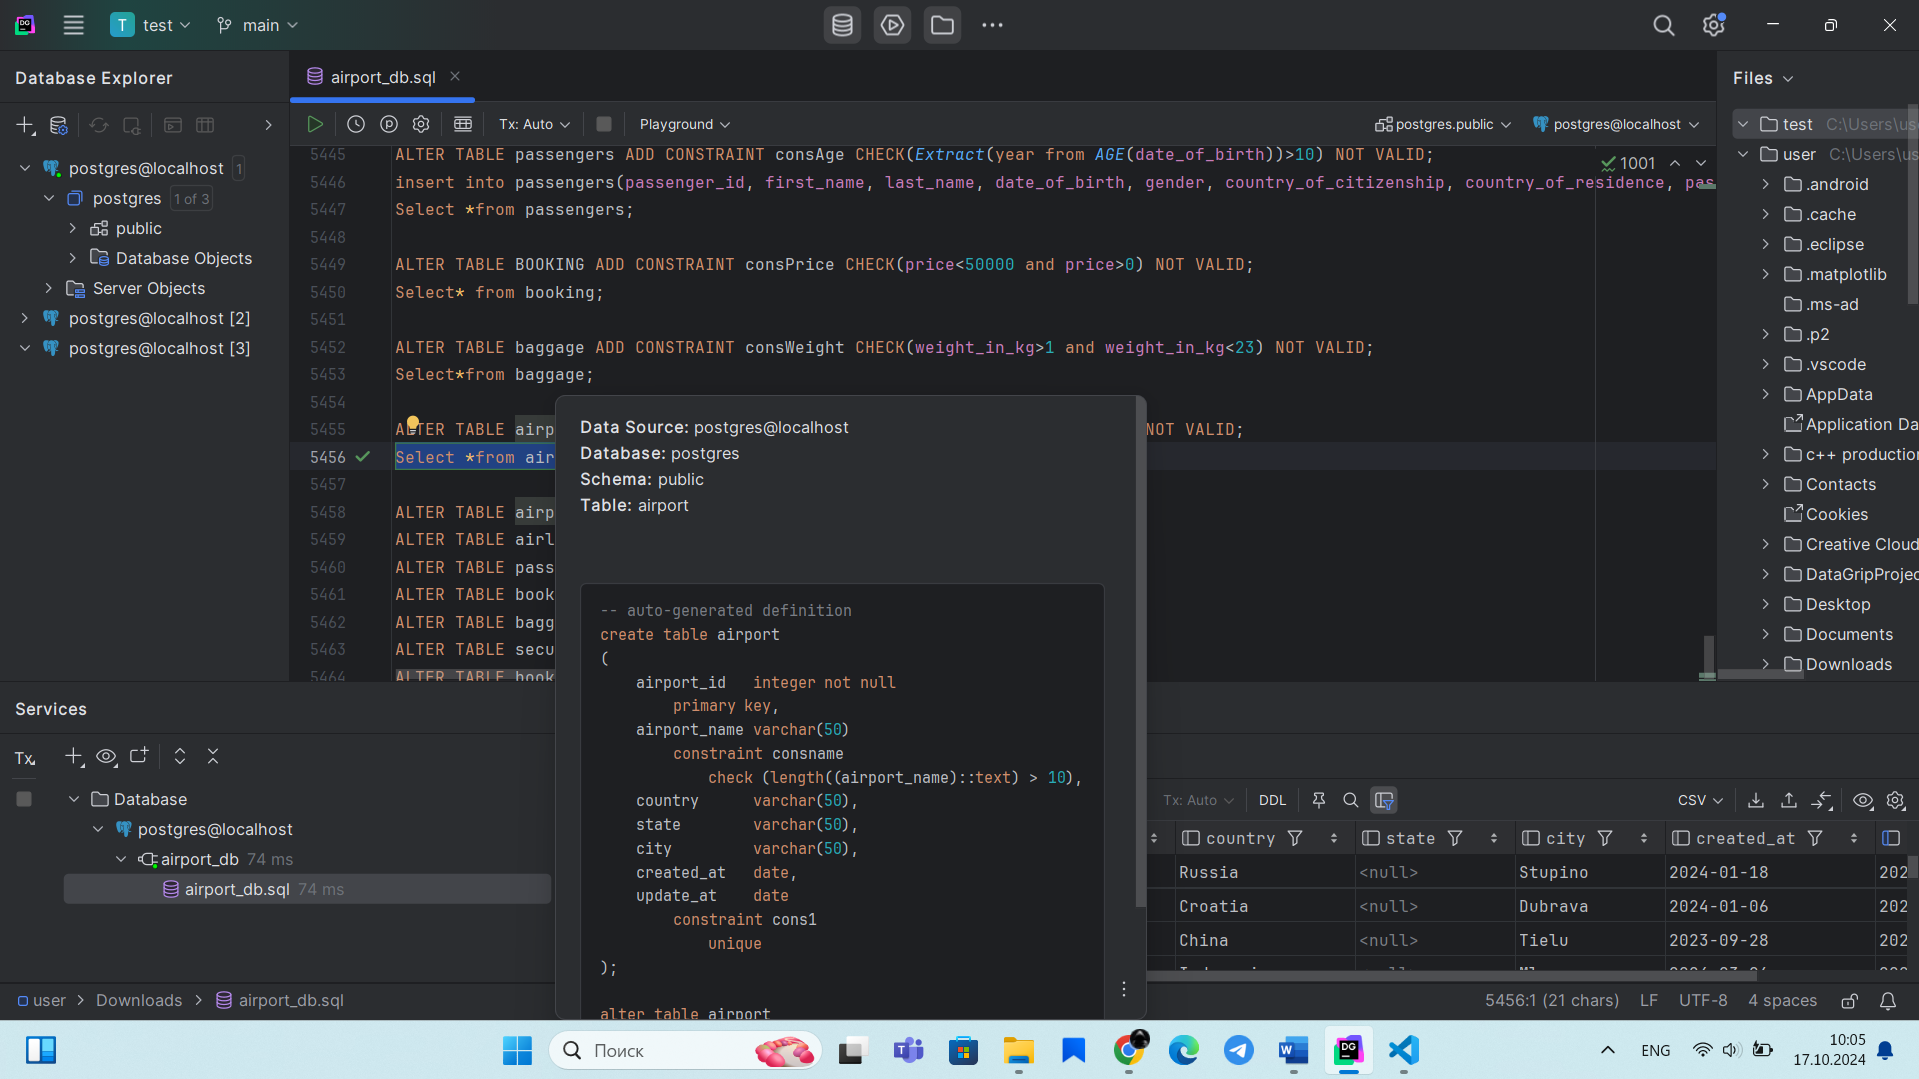 test
main
Database Explorer
airport_db.sql
Files
Tx: Auto
Playground
postgres.public
postgres@localhost
postgres@localhost 1
postgres 1 of 3
public
Database Objects
Server Objects
postgres@localhost [2]
postgres@localhost [3]
1001
5445 ALTER TABLE passengers ADD CONSTRAINT consAge CHECK(Extract(year from AGE(date_of_birth))>10) NOT VALID;
5446 insert into passengers(passenger_id, first_name, last_name, date_of_birth, gender, country_of_citizenship, country_of_residence, pas
5447 Select *from passengers;
5448
5449 ALTER TABLE BOOKING ADD CONSTRAINT consPrice CHECK(price<50000 and price>0) NOT VALID;
5450 Select* from booking;
5451
5452 ALTER TABLE baggage ADD CONSTRAINT consWeight CHECK(weight_in_kg>1 and weight_in_kg<23) NOT VALID;
5453 Select*from baggage;
5454
5455 ALTER TABLE airp NOT VALID;
5456 Select *from air
5457
5458 ALTER TABLE airp
5459 ALTER TABLE airl
5460 ALTER TABLE pass
5461 ALTER TABLE book
5462 ALTER TABLE bagg
5463 ALTER TABLE secu
5464 ALTER TABLE book
Data Source: postgres@localhost
Database: postgres
Schema: public
Table: airport
-- auto-generated definition
create table airport
(
airport_id integer not null
primary key,
airport_name varchar(50)
constraint consname
check (length((airport_name)::text) > 10),
country varchar(50),
state varchar(50),
city varchar(50),
created_at date,
update_at date
constraint cons1
unique
);
alter table airport
test C:\Users\us
user C:\Users\us
.android
.cache
.eclipse
.matplotlib
.ms-ad
.p2
.vscode
AppData
Application Da
c++ production
Contacts
Cookies
Creative Cloud
DataGripProjec
Desktop
Documents
Downloads
Services
Tx
Database
postgres@localhost
airport_db 74 ms
airport_db.sql 74 ms
Tx: Auto
DDL
CSV
country state city created_at
Russia <null> Stupino 2024-01-18 202
Croatia <null> Dubrava 2024-01-06 202
China <null> Tielu 2023-09-28 202
user > Downloads > airport_db.sql
5456:1 (21 chars) LF UTF-8 4 spaces
Поиск
ENG
10:05
17.10.2024